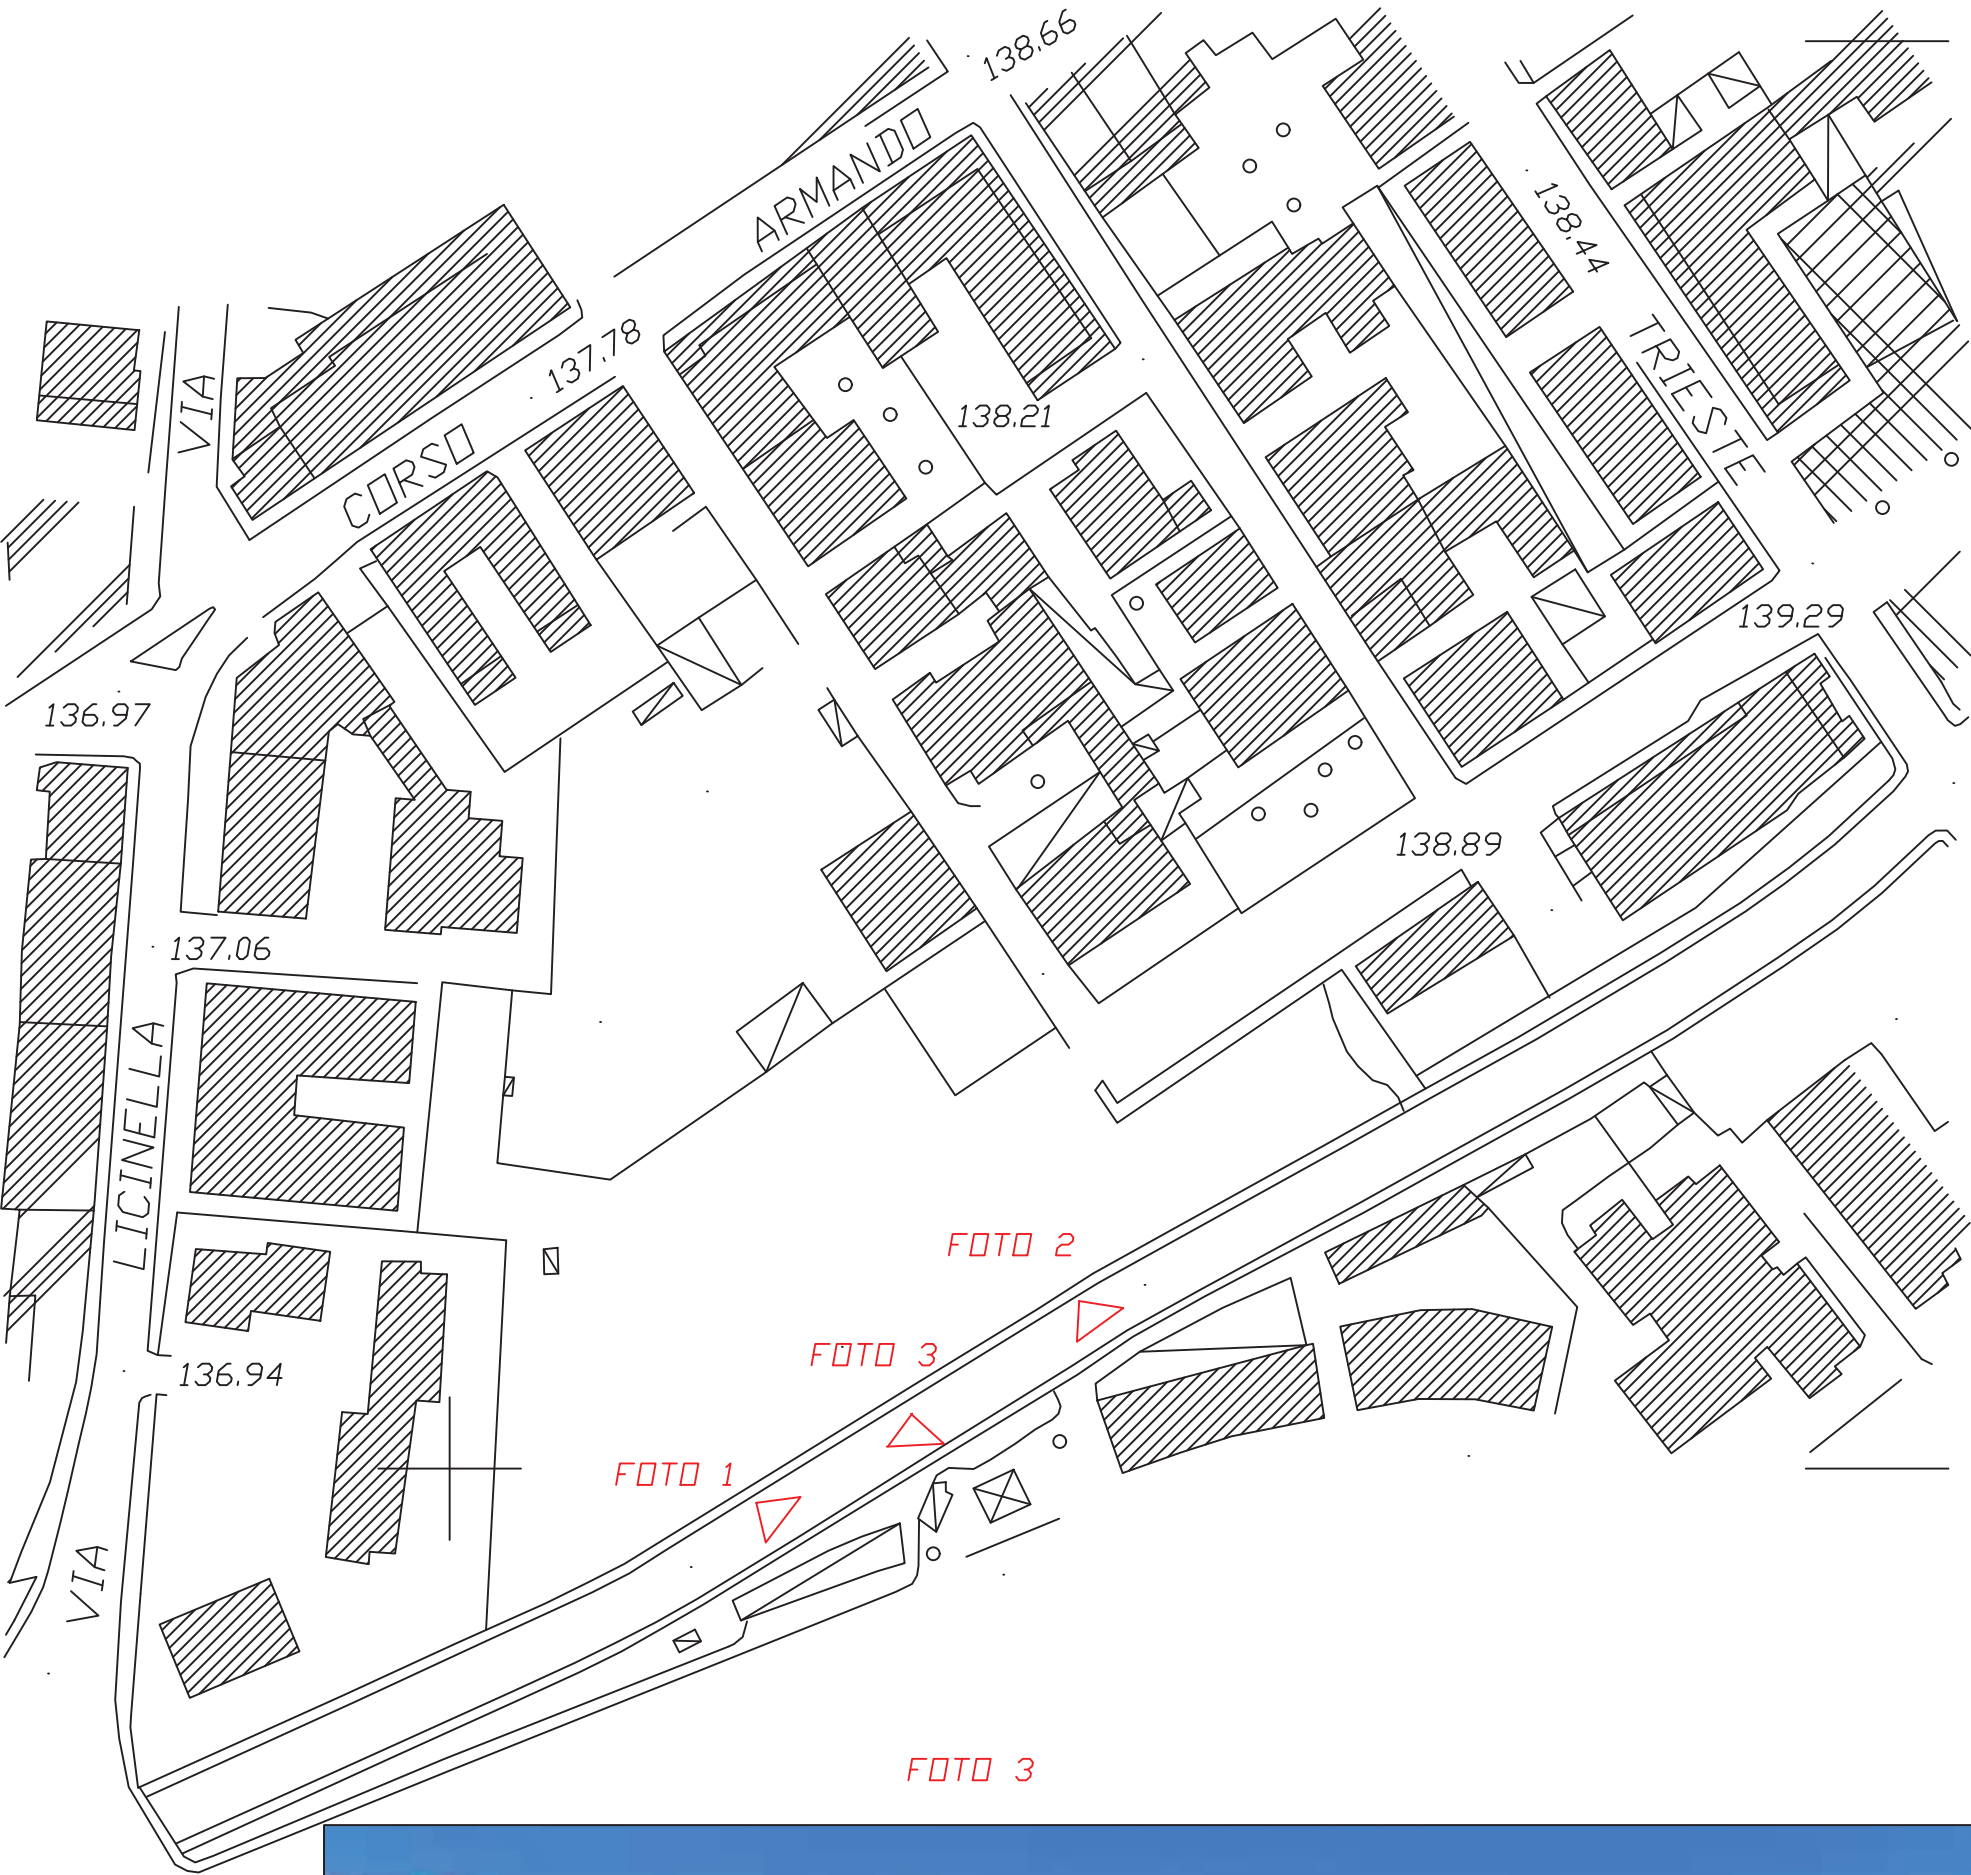 138.66
ARMANDO
138.44
137.78
TRIESTE
VIA
138.21
CORSO
139.29
136.97
138.89
137.06
LICINELLA
FOTO 2
FOTO 3
136.94
FOTO 1
VIA
FOTO 3